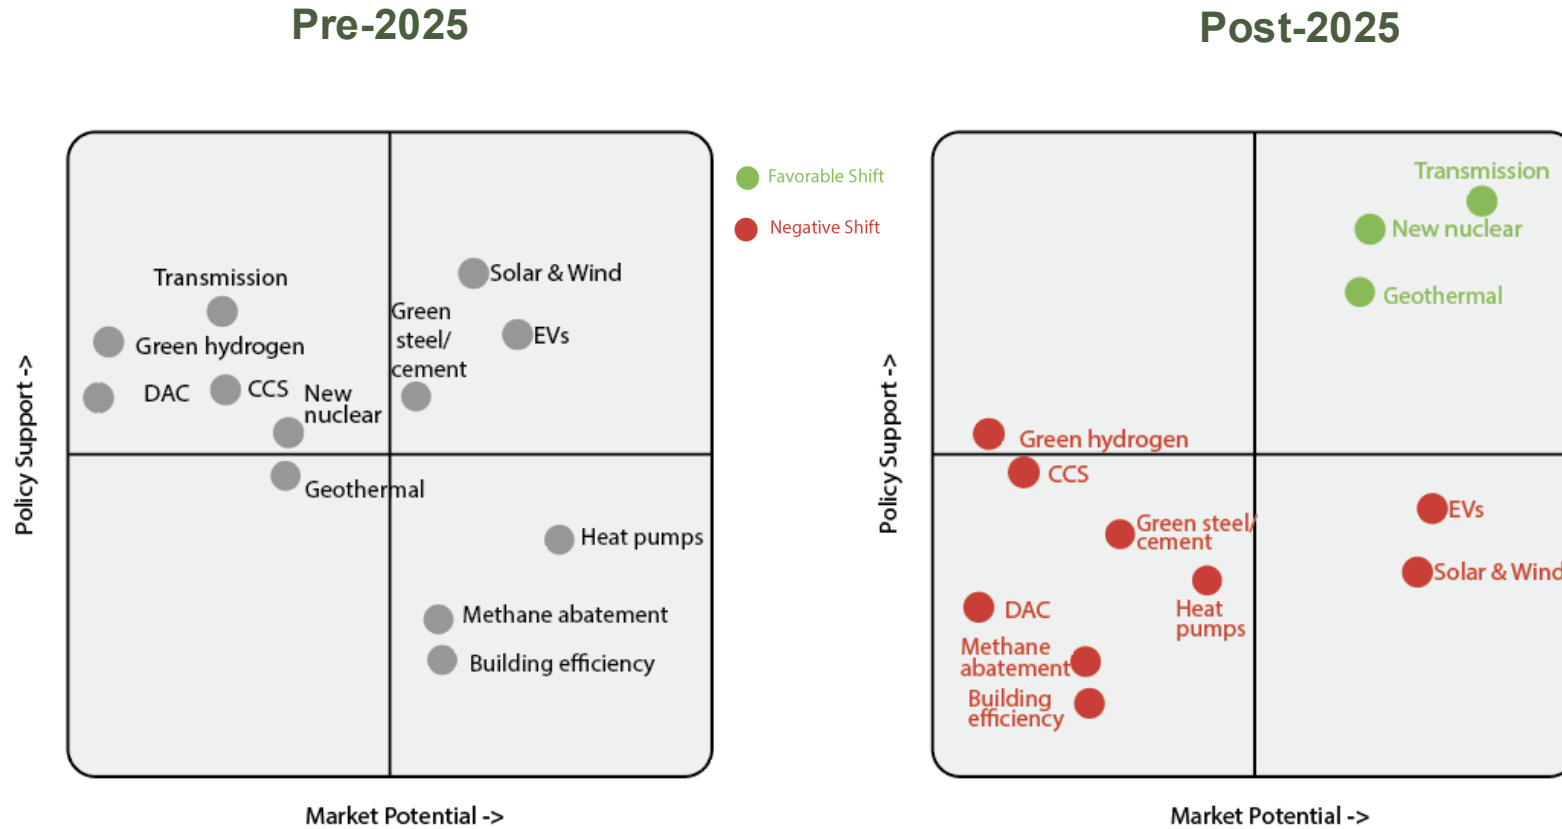 Pre-2025
Post-2025
Favorable Shift
Negative Shift
Policy Support ->
Transmission
Green hydrogen
DAC
CCS
New
nuclear
Geothermal
Solar & Wind
Green
steel/
cement
EVs
Heat pumps
Methane abatement
Building efficiency
Market Potential ->
Policy Support ->
Transmission
New nuclear
Geothermal
Green hydrogen
CCS
Green steel/
cement
EVs
Solar & Wind
Heat
pumps
DAC
Methane
abatement
Building
efficiency
Market Potential ->